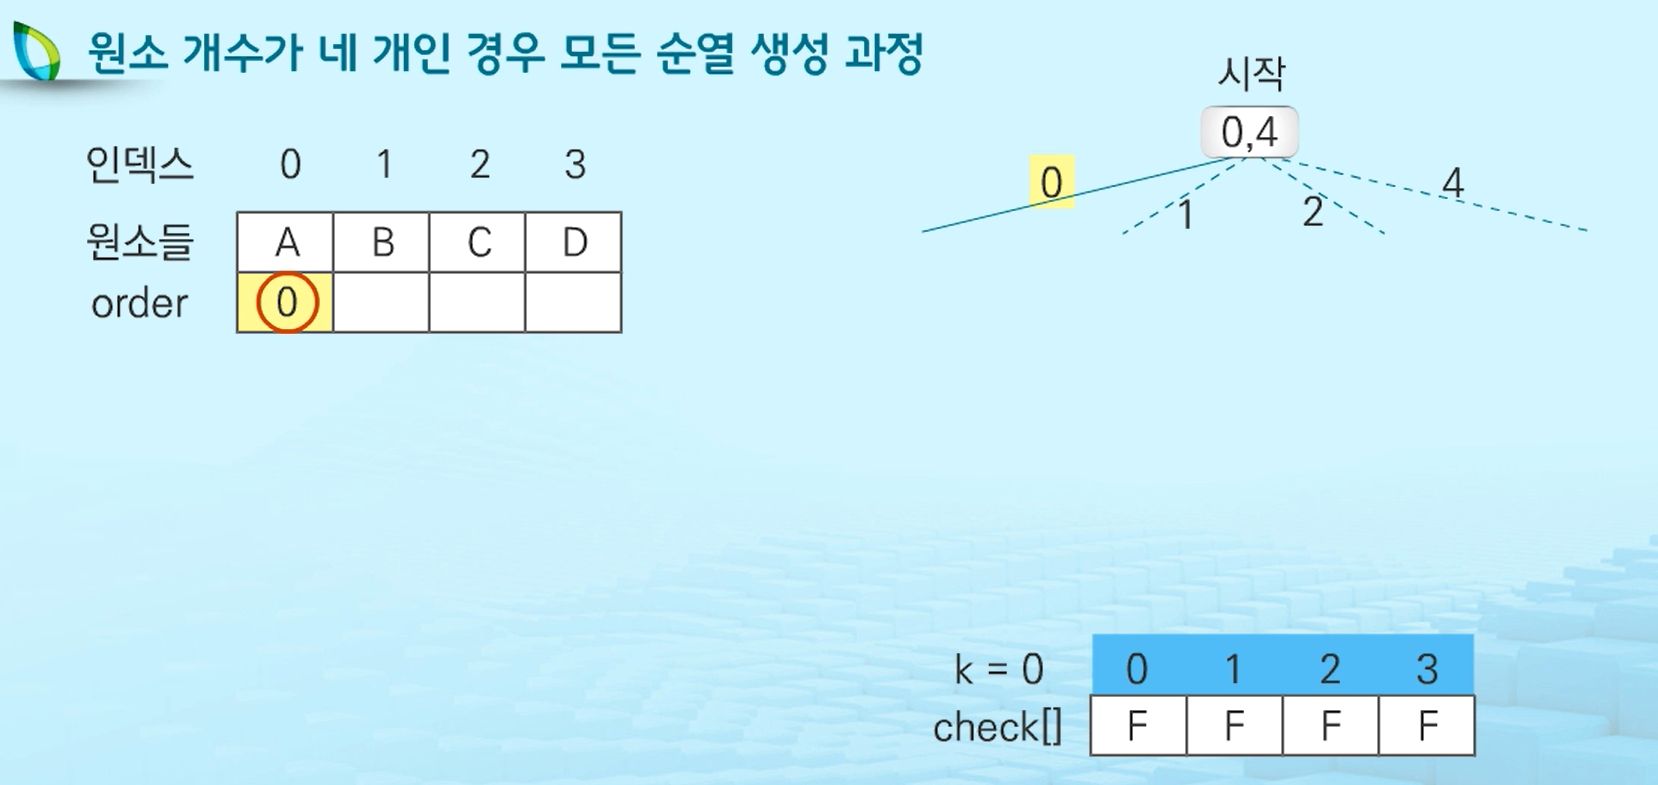 원소 개수가 네 개인 경우 모든 순열 생성 과정
시작
0,4
0
1
2
4
인덱스 0 1 2 3
원소들 A B C D
order 0
k = 0 0 1 2 3
check[] F F F F